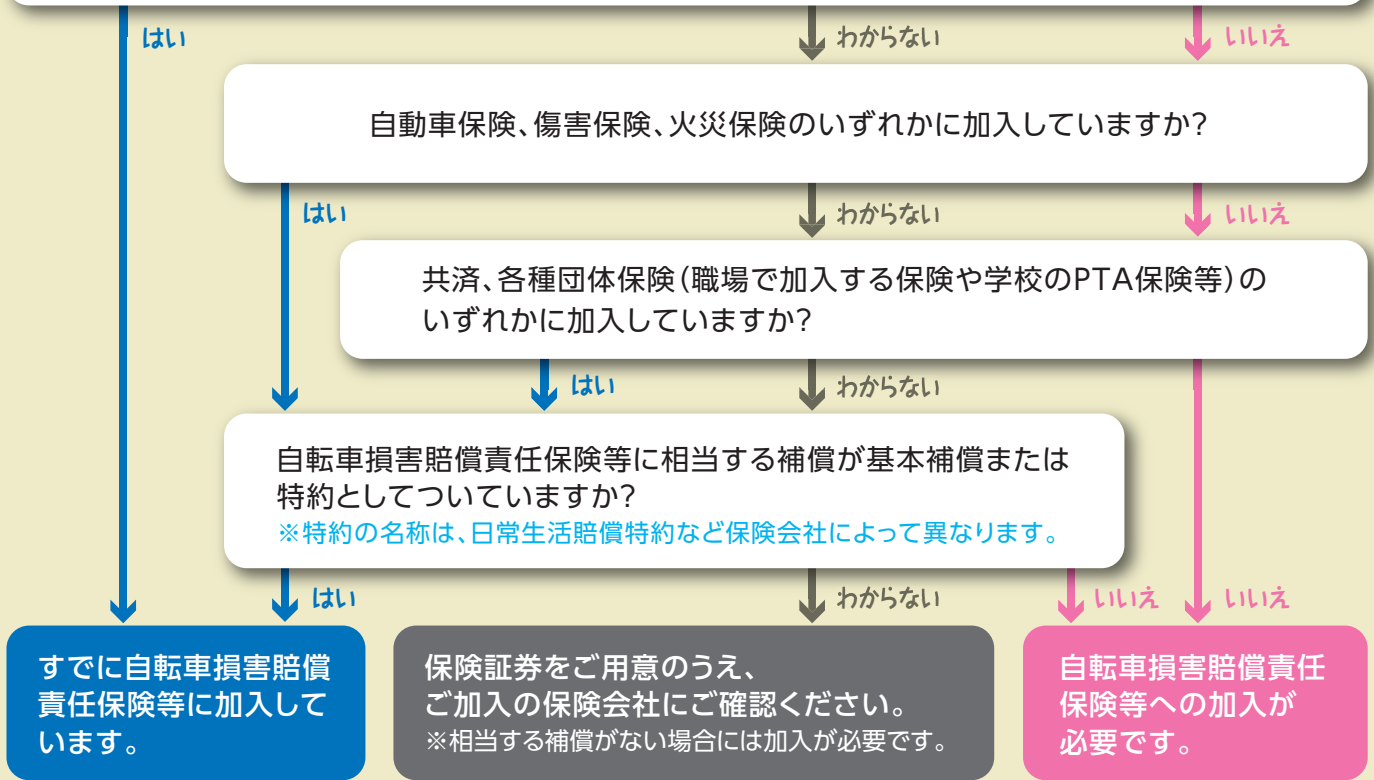 はい
わからない
いいえ
自動車保険、傷害保険、火災保険のいずれかに加入していますか?
はい
わからない
いいえ
共済、各種団体保険(職場で加入する保険や学校のPTA保険等)の
いずれかに加入していますか?
はい
わからない
自転車損害賠償責任保険等に相当する補償が基本補償または
特約としてついていますか?
※特約の名称は、日常生活賠償特約など保険会社によって異なります。
はい
わからない
いいえ
いいえ
すでに自転車損害賠償
責任保険等に加入して
います。
保険証券をご用意のうえ、
ご加入の保険会社にご確認ください。
※相当する補償がない場合には加入が必要です。
自転車損害賠償責任
保険等への加入が
必要です。